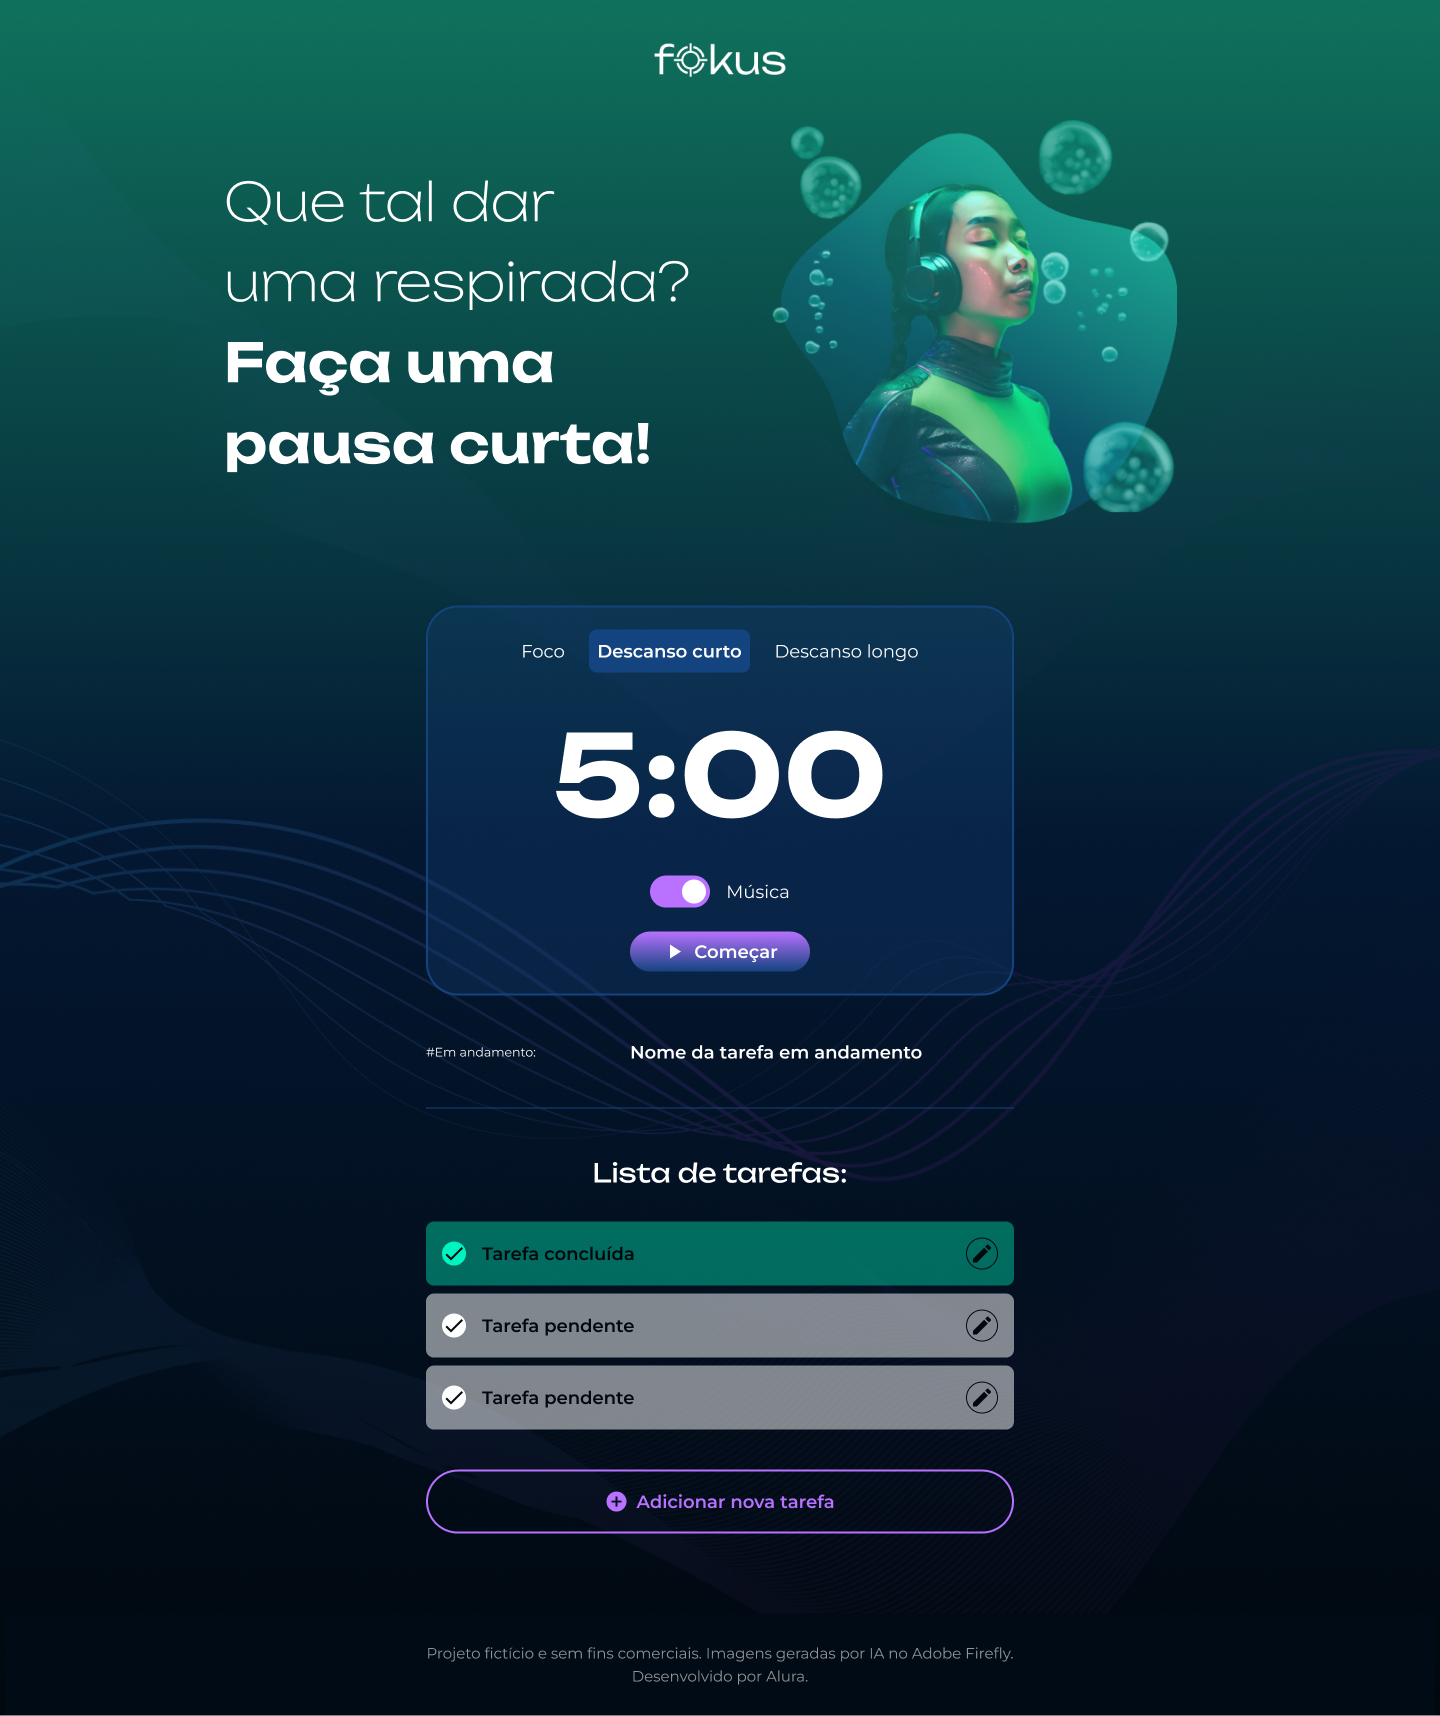 fokus
Que tal dar
uma respirada?
Faça uma
pausa curta!
Foco Descanso curto Descanso longo
5:00
Música
Começar
#Em andamento: Nome da tarefa em andamento
Lista de tarefas:
Tarefa concluída
Tarefa pendente
Tarefa pendente
Adicionar nova tarefa
Projeto fictício e sem fins comerciais. Imagens geradas por IA no Adobe Firefly.
Desenvolvido por Alura.